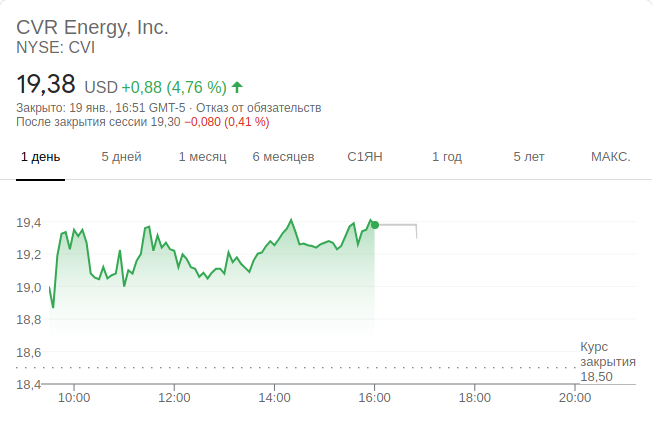 CVR Energy, Inc.
NYSE: CVI
19,38 USD +0,88 (4,76 %)
Закрыто: 19 янв., 16:51 GMT-5 · Отказ от обязательств
После закрытия сессии 19,30 −0,080 (0,41 %)
1 день 5 дней 1 месяц 6 месяцев С1ЯН 1 год 5 лет МАКС.
19,4
19,2
19,0
18,8
18,6
18,4
Курс
закрытия
18,50
10:00 12:00 14:00 16:00 18:00 20:00